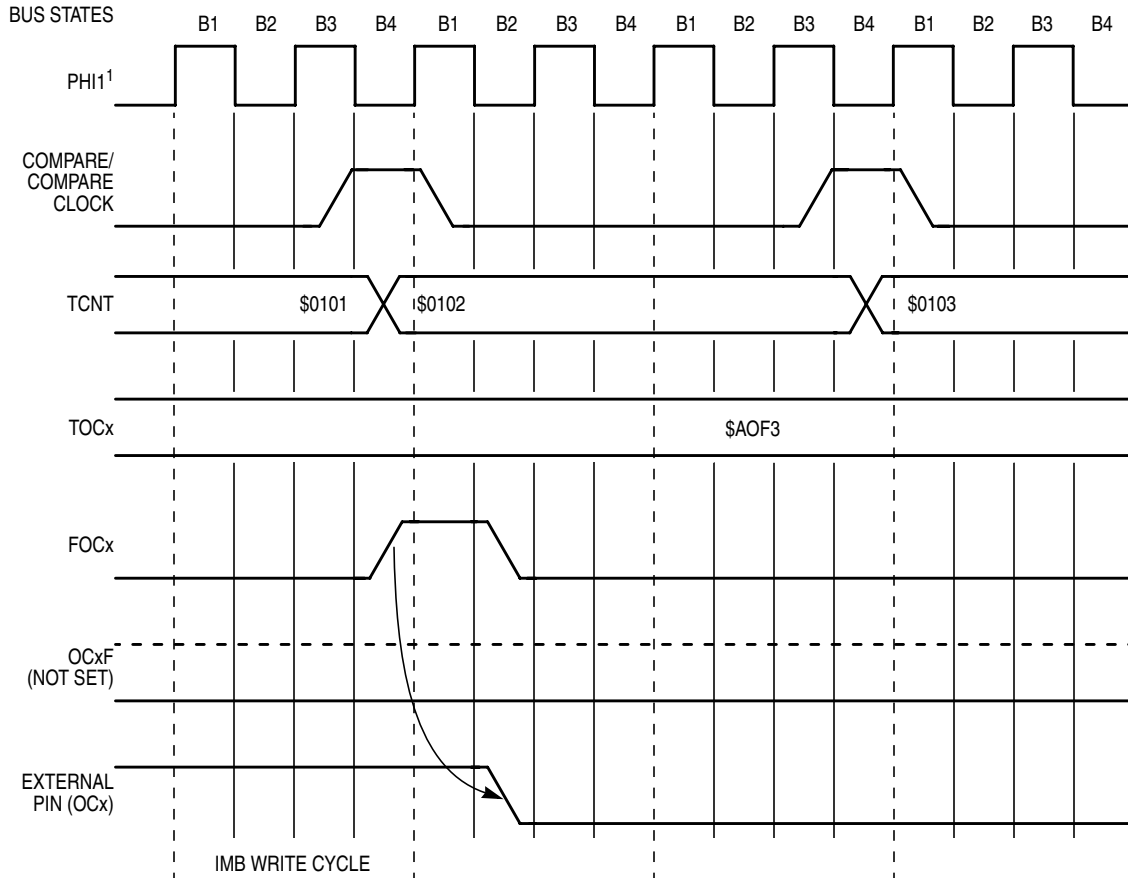 BUS STATES
B1 B2 B3 B4 B1 B2 B3 B4 B1 B2 B3 B4 B1 B2 B3 B4
PHI1¹
COMPARE/
COMPARE
CLOCK
TCNT
$0101
$0102
$0103
TOCx
$AOF3
FOCx
OCxF
(NOT SET)
EXTERNAL
PIN (OCx)
IMB WRITE CYCLE